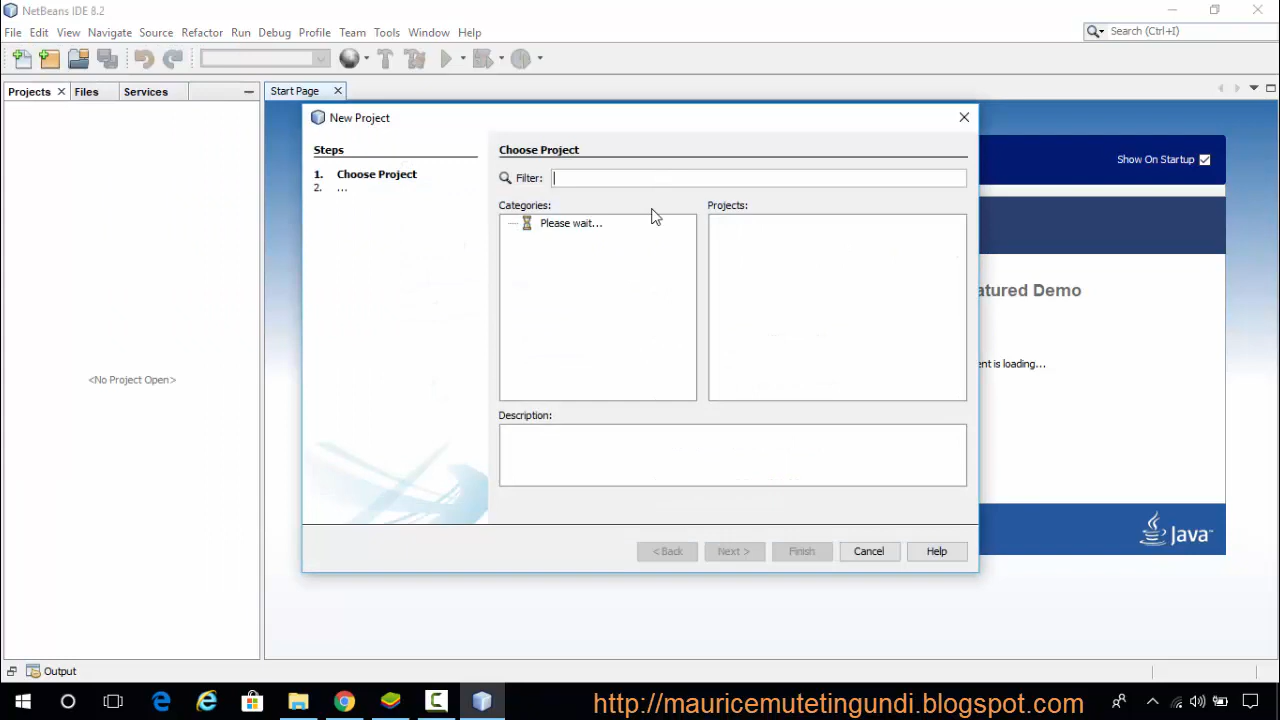 NetBeans IDE 8.2
File Edit View Navigate Source Refactor Run Debug Profile Team Tools Window Help
Search (Ctrl+I)
Projects
Files
Services
Start Page
New Project
Show On Startup
Steps
1. Choose Project
2. ...
Choose Project
Filter:
Categories:
Projects:
Please wait...
atured Demo
ent is loading...
<No Project Open>
Description:
Java™
< Back
Next >
Finish
Cancel
Help
Output
http://mauricemutetingundi.blogspot.com